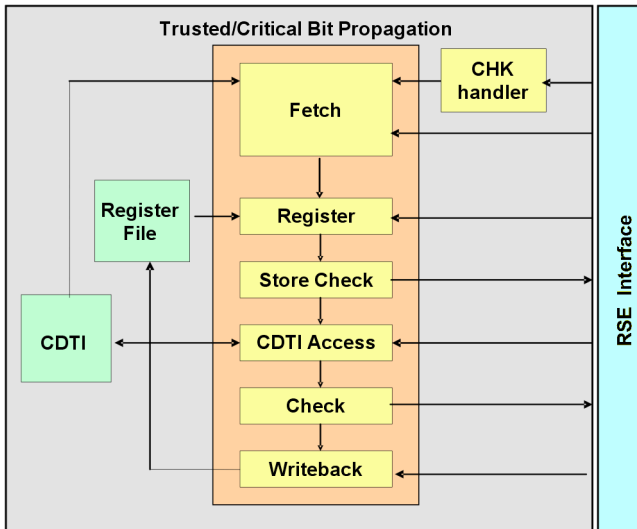 Trusted/Critical Bit Propagation
CHK
handler
Fetch
Register
File
Register
Store Check
CDTI
CDTI Access
Check
Writeback
RSE Interface